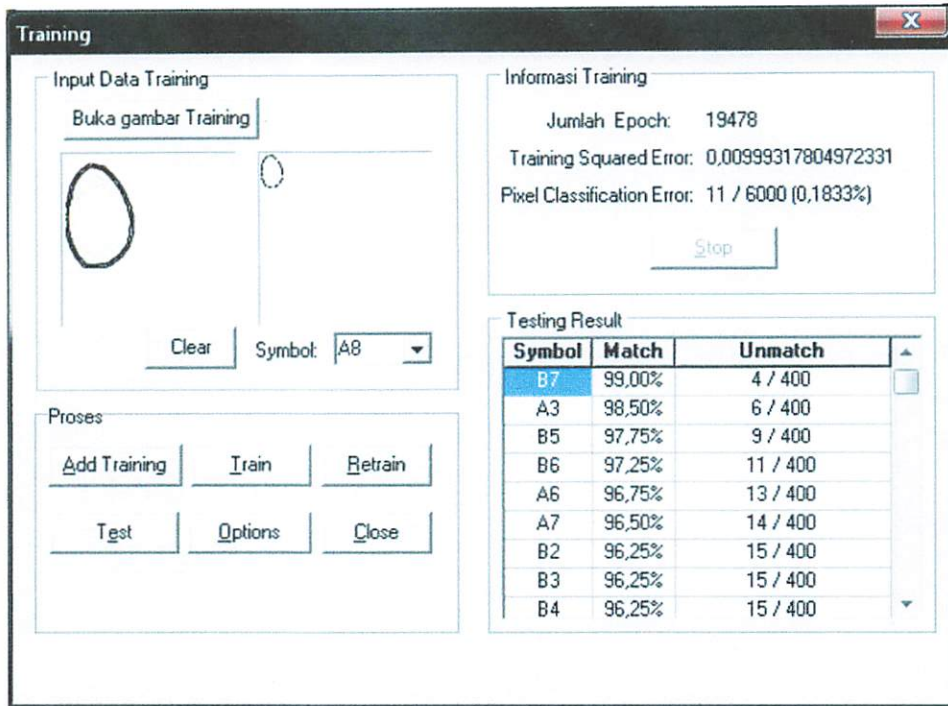 Training
Input Data Training
Buka gambar Training
Clear
Symbol:
A8
Proses
Add Training
Train
Retrain
Test
Options
Close
Informasi Training
Jumlah Epoch: 19478
Training Squared Error: 0,00999317804972331
Pixel Classification Error: 11 / 6000 (0,1833%)
Stop
Testing Result
Symbol Match Unmatch
B7 99,00% 4 / 400
A3 98,50% 6 / 400
B5 97,75% 9 / 400
B6 97,25% 11 / 400
A6 96,75% 13 / 400
A7 96,50% 14 / 400
B2 96,25% 15 / 400
B3 96,25% 15 / 400
B4 96,25% 15 / 400